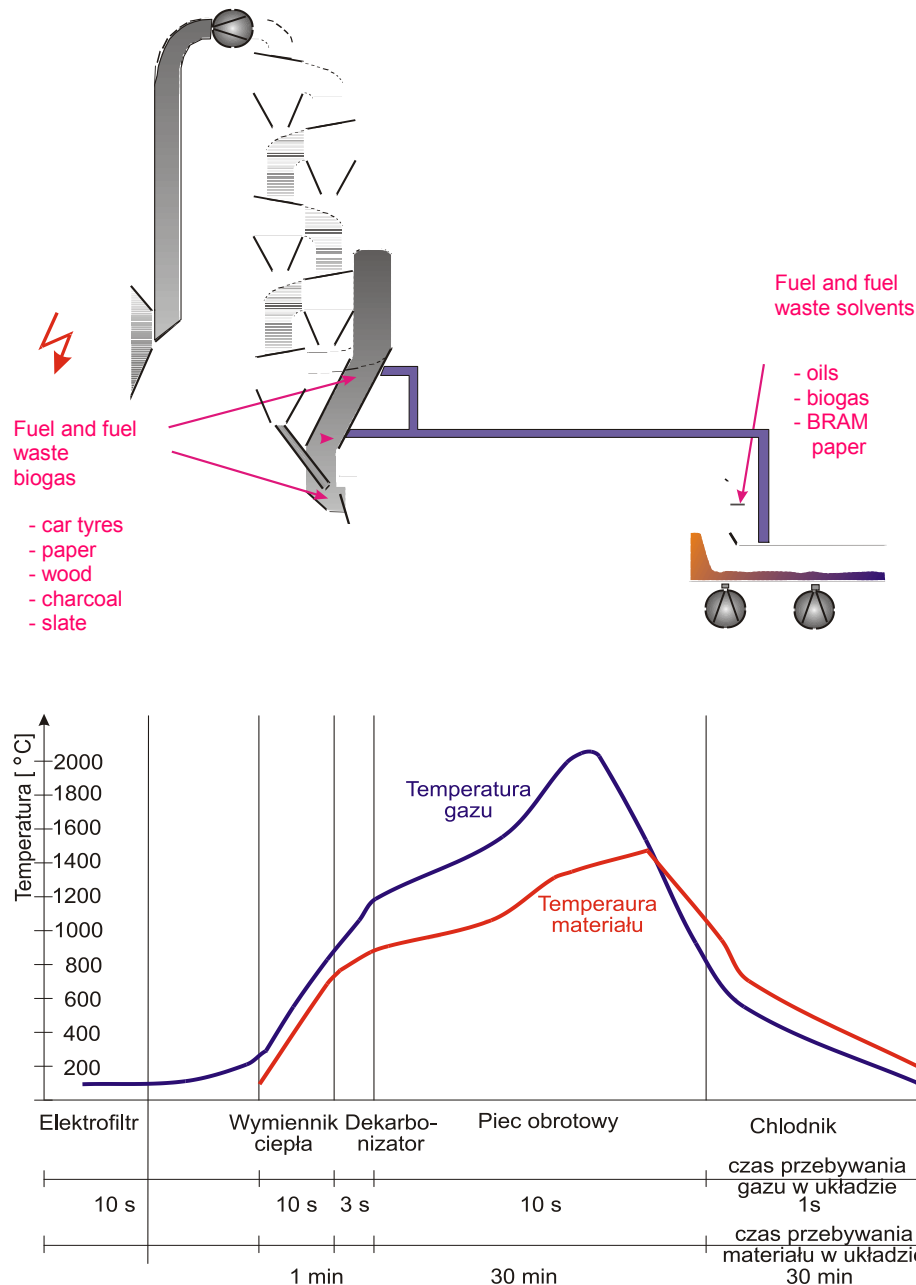 Fuel and fuel
waste solvents
- oils
- biogas
- BRAM
paper
Fuel and fuel
waste
biogas
- car tyres
- paper
- wood
- charcoal
- slate
Temperatura [ °C]
2000
1800
1600
1400
1200
1000
800
600
400
200
Temperatura
gazu
Temperaura
materiału
Elektrofiltr
Wymiennik
ciepła
Dekarbo-
nizator
Piec obrotowy
Chlodnik
czas przebywania
gazu w układzie
10 s
10 s
3 s
10 s
1s
czas przebywania
materiału w układzie
1 min
30 min
30 min